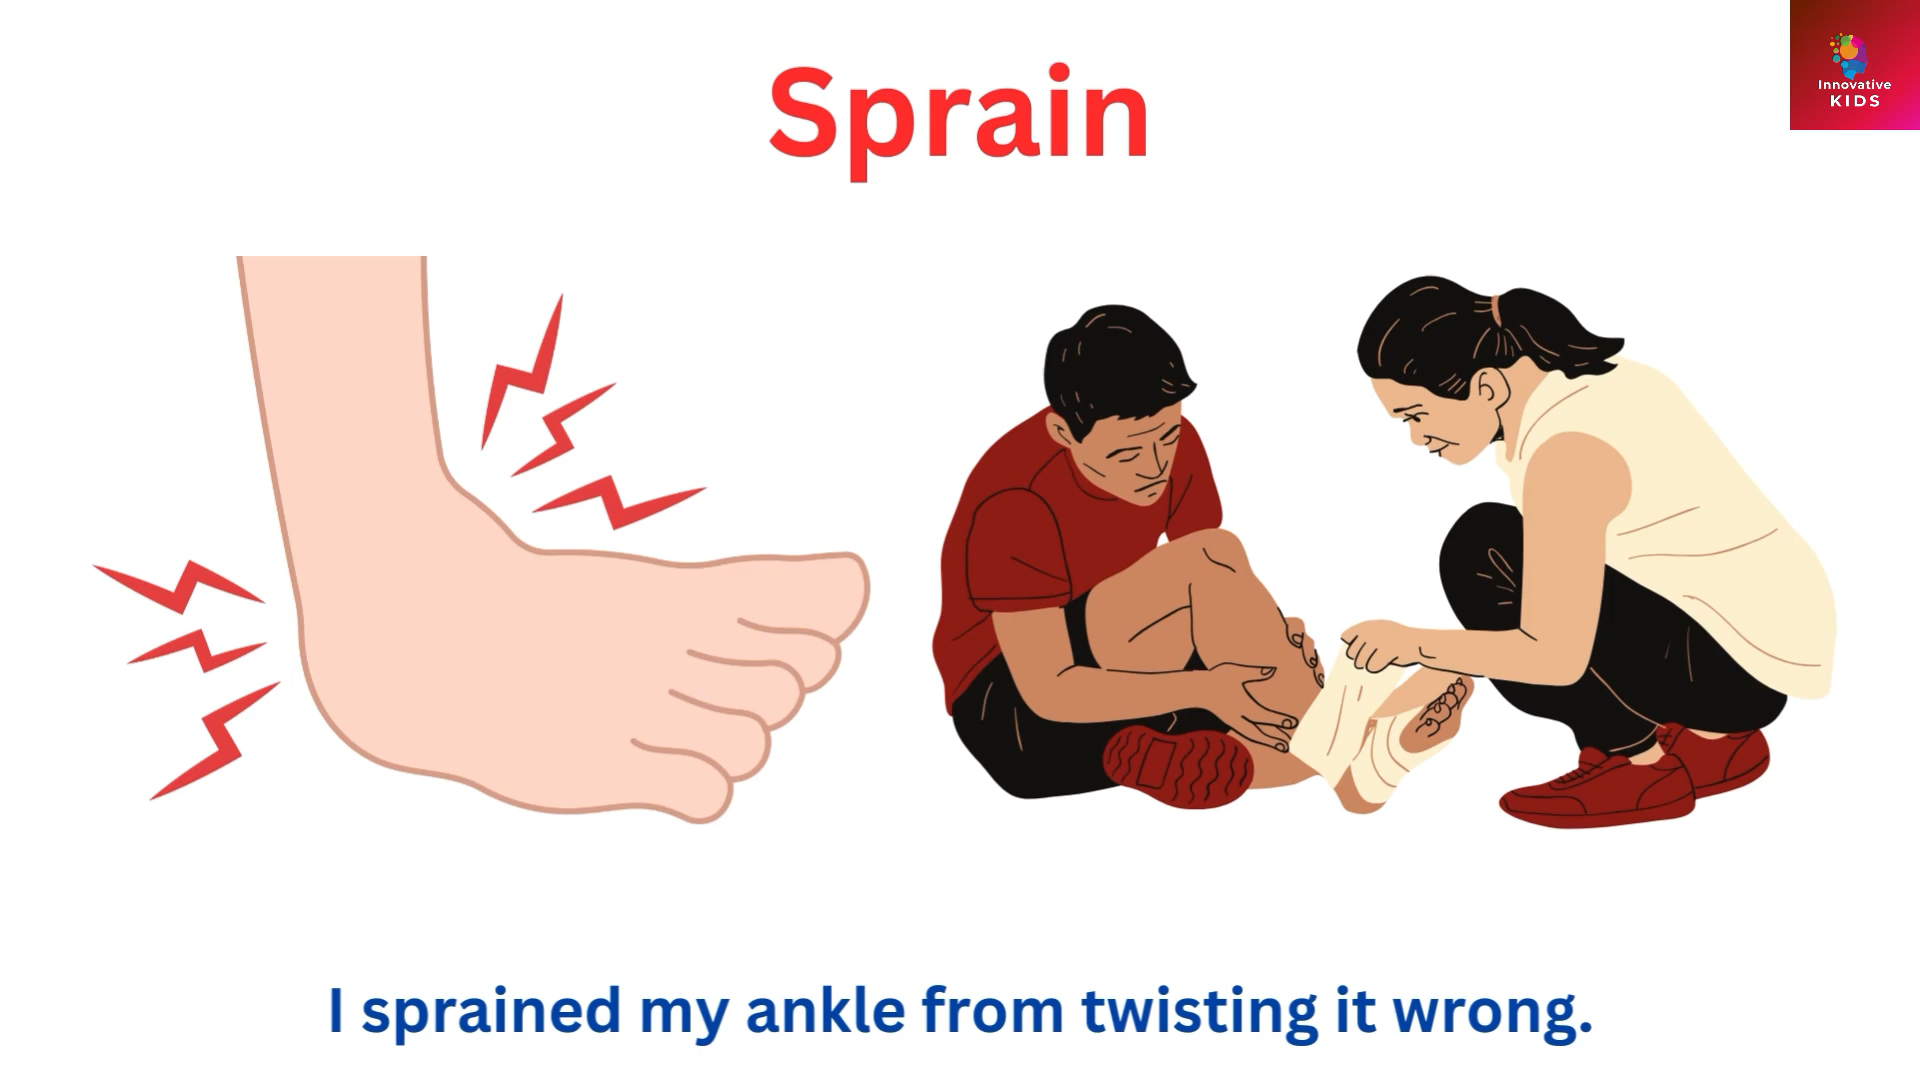 Sprain
Innovative
KIDS
I sprained my ankle from twisting it wrong.